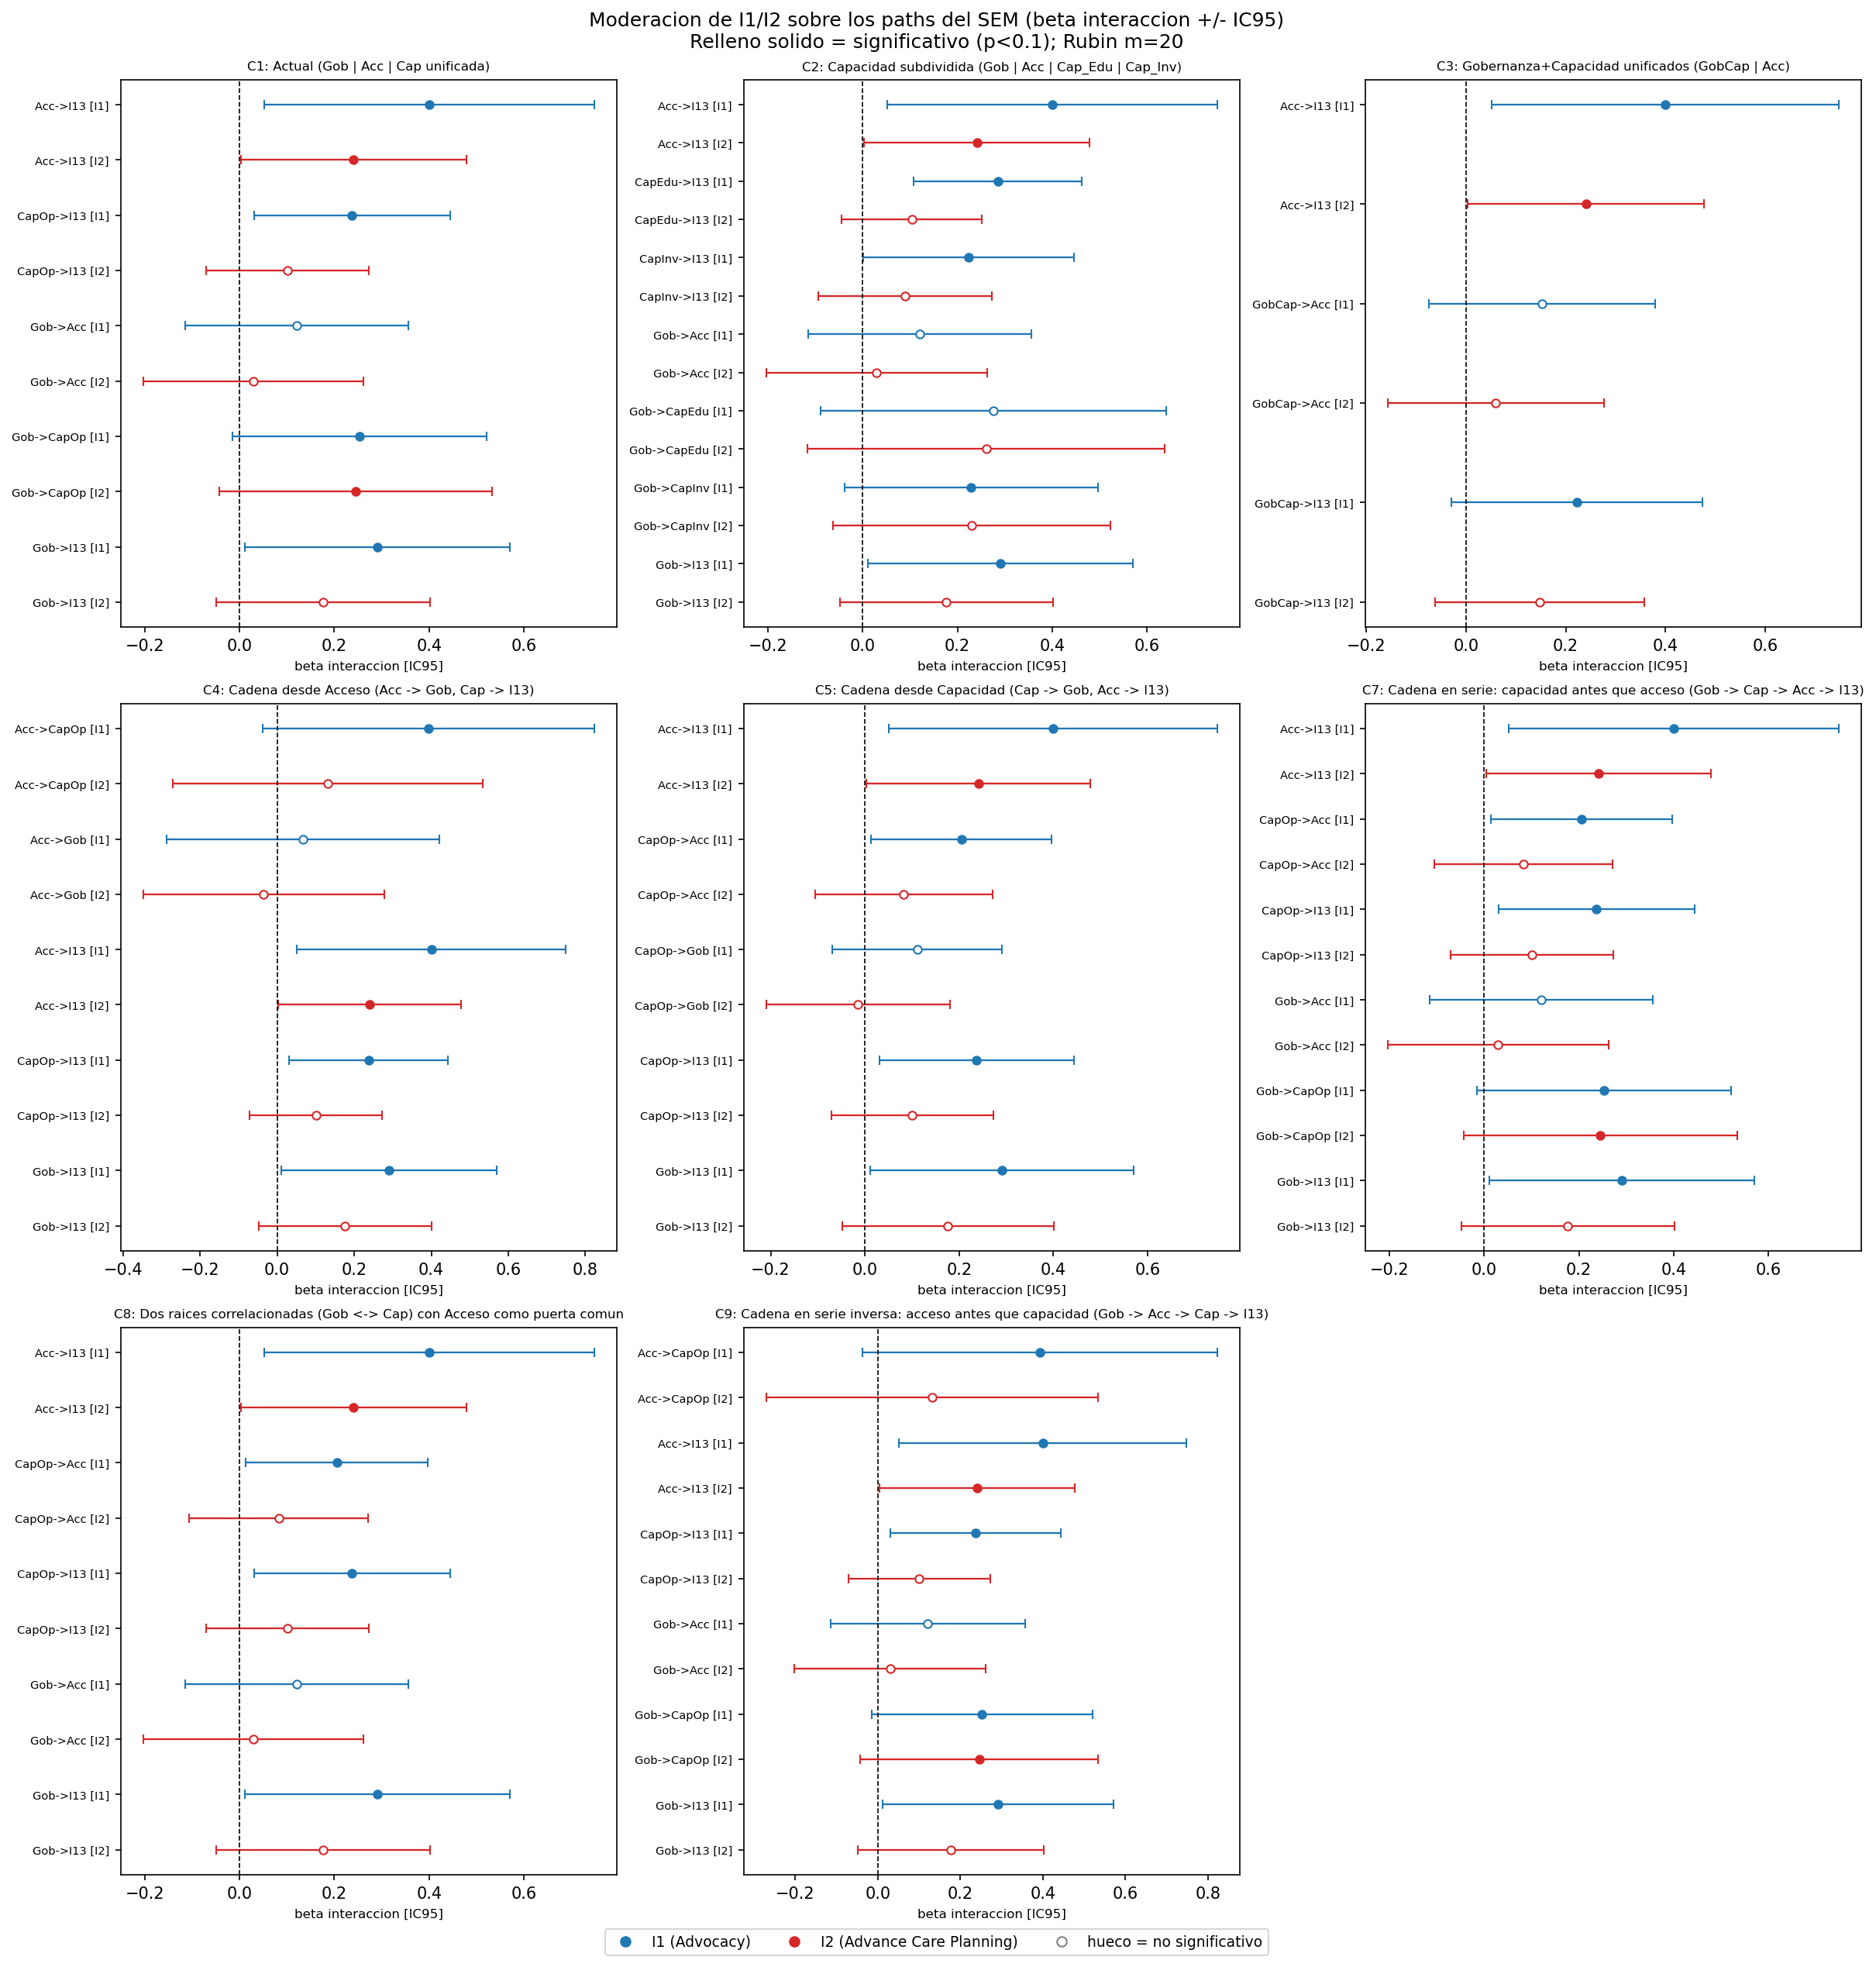 Moderacion de I1/I2 sobre los paths del SEM (beta interaccion +/- IC95)
Relleno solido = significativo (p<0.1); Rubin m=20
C1: Actual (Gob | Acc | Cap unificada)
Acc->I13 [I1]
Acc->I13 [I2]
CapOp->I13 [I1]
CapOp->I13 [I2]
Gob->Acc [I1]
Gob->Acc [I2]
Gob->CapOp [I1]
Gob->CapOp [I2]
Gob->I13 [I1]
Gob->I13 [I2]
−0.2 0.0 0.2 0.4 0.6
beta interaccion [IC95]
C2: Capacidad subdividida (Gob | Acc | Cap_Edu | Cap_Inv)
Acc->I13 [I1]
Acc->I13 [I2]
CapEdu->I13 [I1]
CapEdu->I13 [I2]
CapInv->I13 [I1]
CapInv->I13 [I2]
Gob->Acc [I1]
Gob->Acc [I2]
Gob->CapEdu [I1]
Gob->CapEdu [I2]
Gob->CapInv [I1]
Gob->CapInv [I2]
Gob->I13 [I1]
Gob->I13 [I2]
−0.2 0.0 0.2 0.4 0.6
beta interaccion [IC95]
C3: Gobernanza+Capacidad unificados (GobCap | Acc)
Acc->I13 [I1]
Acc->I13 [I2]
GobCap->Acc [I1]
GobCap->Acc [I2]
GobCap->I13 [I1]
GobCap->I13 [I2]
−0.2 0.0 0.2 0.4 0.6
beta interaccion [IC95]
C4: Cadena desde Acceso (Acc -> Gob, Cap -> I13)
Acc->CapOp [I1]
Acc->CapOp [I2]
Acc->Gob [I1]
Acc->Gob [I2]
Acc->I13 [I1]
Acc->I13 [I2]
CapOp->I13 [I1]
CapOp->I13 [I2]
Gob->I13 [I1]
Gob->I13 [I2]
−0.4 −0.2 0.0 0.2 0.4 0.6 0.8
beta interaccion [IC95]
C5: Cadena desde Capacidad (Cap -> Gob, Acc -> I13)
Acc->I13 [I1]
Acc->I13 [I2]
CapOp->Acc [I1]
CapOp->Acc [I2]
CapOp->Gob [I1]
CapOp->Gob [I2]
CapOp->I13 [I1]
CapOp->I13 [I2]
Gob->I13 [I1]
Gob->I13 [I2]
−0.2 0.0 0.2 0.4 0.6
beta interaccion [IC95]
C7: Cadena en serie: capacidad antes que acceso (Gob -> Cap -> Acc -> I13)
Acc->I13 [I1]
Acc->I13 [I2]
CapOp->Acc [I1]
CapOp->Acc [I2]
CapOp->I13 [I1]
CapOp->I13 [I2]
Gob->Acc [I1]
Gob->Acc [I2]
Gob->CapOp [I1]
Gob->CapOp [I2]
Gob->I13 [I1]
Gob->I13 [I2]
−0.2 0.0 0.2 0.4 0.6
beta interaccion [IC95]
C8: Dos raices correlacionadas (Gob <-> Cap) con Acceso como puerta comun
Acc->I13 [I1]
Acc->I13 [I2]
CapOp->Acc [I1]
CapOp->Acc [I2]
CapOp->I13 [I1]
CapOp->I13 [I2]
Gob->Acc [I1]
Gob->Acc [I2]
Gob->I13 [I1]
Gob->I13 [I2]
−0.2 0.0 0.2 0.4 0.6
beta interaccion [IC95]
C9: Cadena en serie inversa: acceso antes que capacidad (Gob -> Acc -> Cap -> I13)
Acc->CapOp [I1]
Acc->CapOp [I2]
Acc->I13 [I1]
Acc->I13 [I2]
CapOp->I13 [I1]
CapOp->I13 [I2]
Gob->Acc [I1]
Gob->Acc [I2]
Gob->CapOp [I1]
Gob->CapOp [I2]
Gob->I13 [I1]
Gob->I13 [I2]
−0.2 0.0 0.2 0.4 0.6 0.8
beta interaccion [IC95]
I1 (Advocacy) I2 (Advance Care Planning) hueco = no significativo